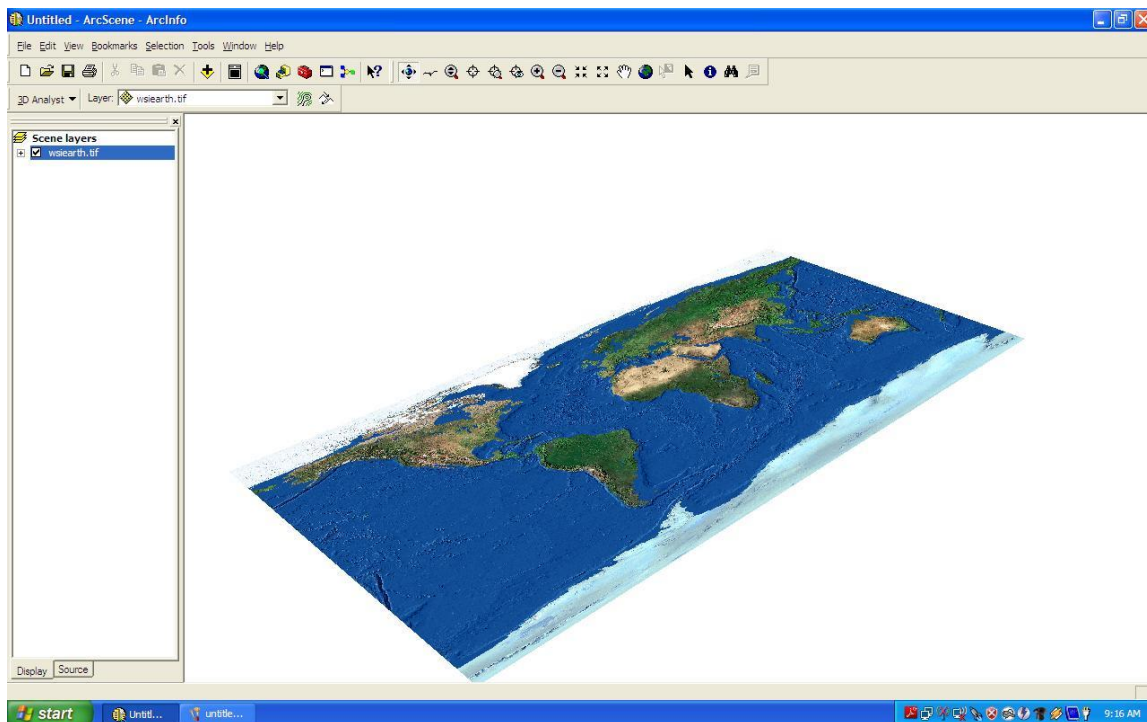 Untitled - ArcScene - ArcInfo
File Edit View Bookmarks Selection Tools Window Help
3D Analyst Layer: wsiearth.tif
Scene layers
wsiearth.tif
Display Source
start Untitl... untitle... 9:16 AM